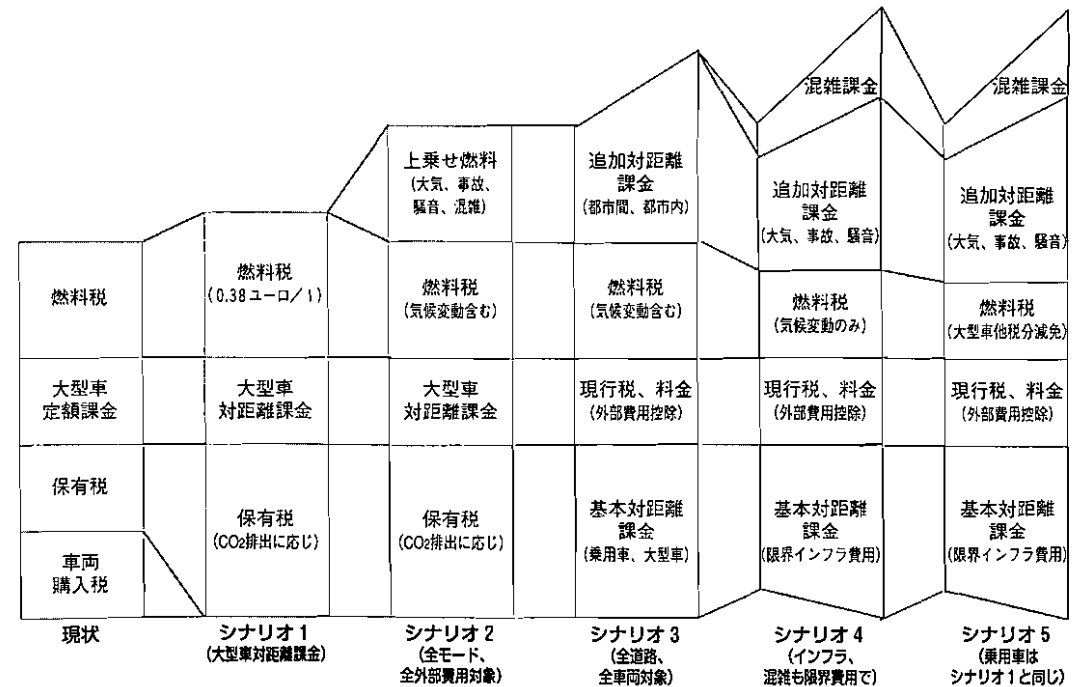 燃料税
大型車
定額課金
保有税
車両
購入税
現状
燃料税
(0.38ユーロ／l)
大型車
対距離課金
保有税
(CO2排出に応じ)
シナリオ1
(大型車対距離課金)
上乗せ燃料
(大気、事故、
騒音、混雑)
燃料税
(気候変動含む)
大型車
対距離課金
保有税
(CO2排出に応じ)
シナリオ2
(全モード、
全外部費用対象)
追加対距離
課金
(都市間、都市内)
燃料税
(気候変動含む)
現行税、料金
(外部費用控除)
基本対距離
課金
(乗用車、大型車)
シナリオ3
(全道路、
全車両対象)
混雑課金
追加対距離
課金
(大気、事故、騒音)
燃料税
(気候変動のみ)
現行税、料金
(外部費用控除)
基本対距離
課金
(限界インフラ費用)
シナリオ4
(インフラ、
混雑も限界費用で)
混雑課金
追加対距離
課金
(大気、事故、騒音)
燃料税
(大型車他税分減免)
現行税、料金
(外部費用控除)
基本対距離
課金
(限界インフラ費用)
シナリオ5
(乗用車は
シナリオ1と同じ)